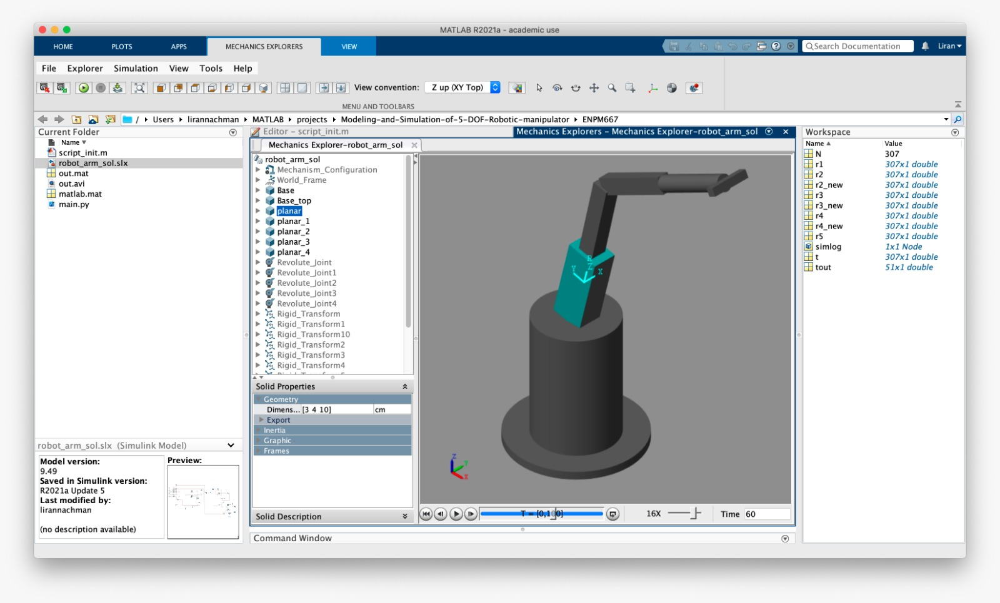 MATLAB R2021a - academic use
HOME PLOTS APPS MECHANICS EXPLORERS VIEW Search Documentation Liran
File Explorer Simulation View Tools Help
View convention: Z up (XY Top)
MENU AND TOOLBARS
/ Users lirannachman MATLAB projects Modeling-and-Simulation-of-5-DOF-Robotic-manipulator ENPM667
Current Folder
Name
script_init.m
robot_arm_sol.slx
out.mat
out.avi
matlab.mat
main.py
robot_arm_sol.slx (Simulink Model)
Model version:
9.49
Saved in Simulink version:
R2021a Update 5
Last modified by:
lirannachman
(no description available)
Preview:
Editor - script_init.m
Mechanics Explorers - Mechanics Explorer-robot_arm_sol
Mechanics Explorer-robot_arm_sol
robot_arm_sol
Mechanism_Configuration
World_Frame
Base
Base_top
planar
planar_1
planar_2
planar_3
planar_4
Revolute_Joint
Revolute_Joint1
Revolute_Joint2
Revolute_Joint3
Revolute_Joint4
Rigid_Transform
Rigid_Transform1
Rigid_Transform10
Rigid_Transform2
Rigid_Transform3
Rigid_Transform4
Solid Properties
Geometry
Dimens... [3 4 10] cm
Export
Inertia
Graphic
Frames
Solid Description
R
Y Z X
Z
Y
X
T = [0,100]
16X
Time 60
Command Window
Workspace
Name Value
N 307
r1 307x1 double
r2 307x1 double
r2_new 307x1 double
r3 307x1 double
r3_new 307x1 double
r4 307x1 double
r4_new 307x1 double
r5 307x1 double
simlog 1x1 Node
t 307x1 double
tout 51x1 double